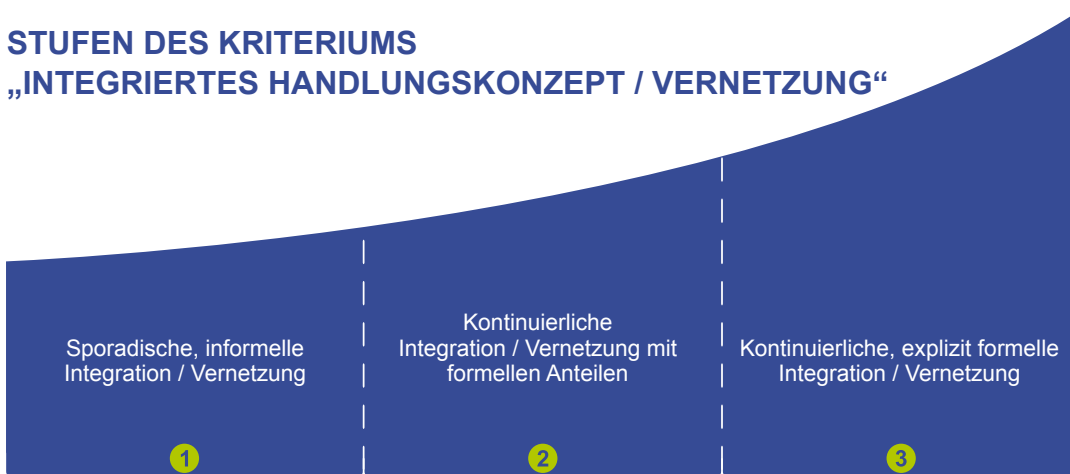 STUFEN DES KRITERIUMS
„INTEGRIERTES HANDLUNGSKONZEPT / VERNETZUNG“
Sporadische, informelle
Integration / Vernetzung
1
Kontinuierliche
Integration / Vernetzung mit
formellen Anteilen
2
Kontinuierliche, explizit formelle
Integration / Vernetzung
3